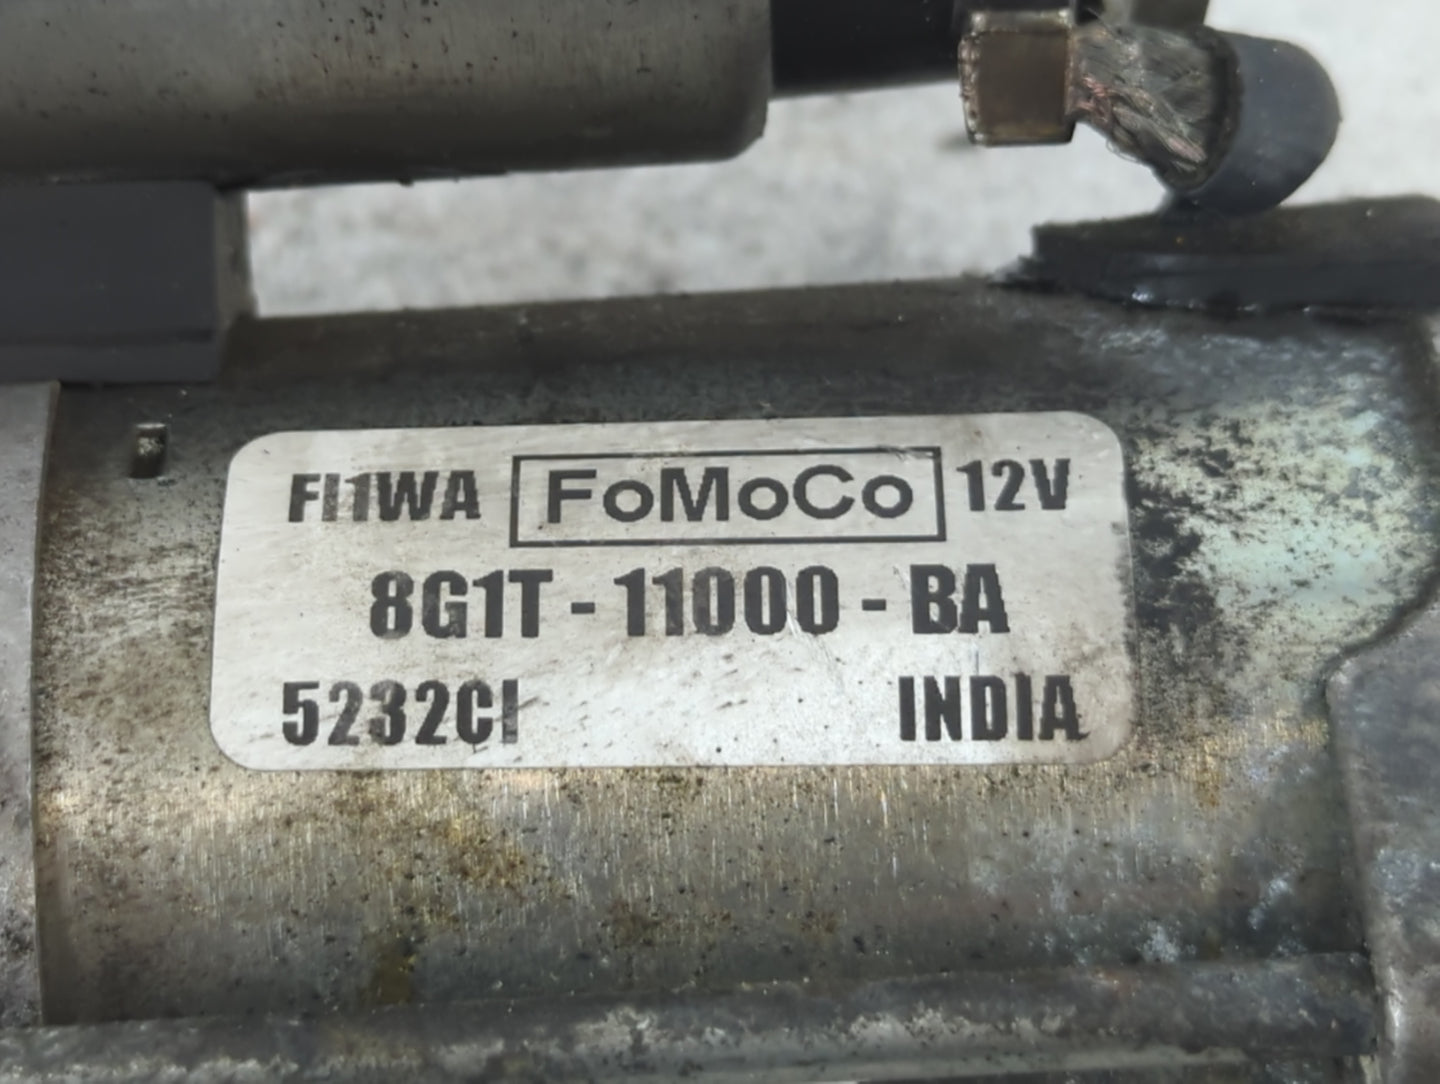 FI1WA FoMoCo 12V
8G1T - 11000 - BA
5232CI INDIA